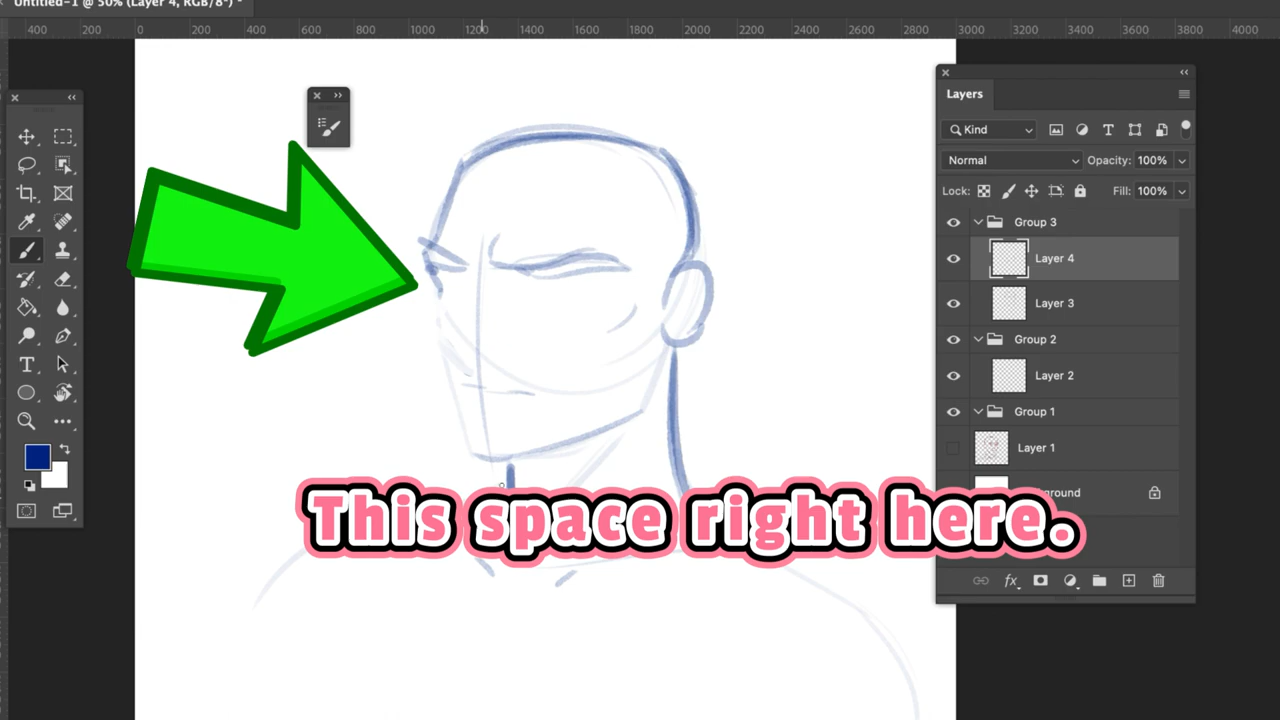 Untitled-1 @ 50% (Layer 4, RGB/8*) *
400 200 0 200 400 600 800 1000 1200 1400 1600 1800 2000 2200 2400 2600 2800 3000 3200 3400 3600 3800 4000
Layers
Kind
Normal Opacity: 100%
Lock: Fill: 100%
Group 3
Layer 4
Layer 3
Group 2
Layer 2
Group 1
Layer 1
ground
This space right here.
fx